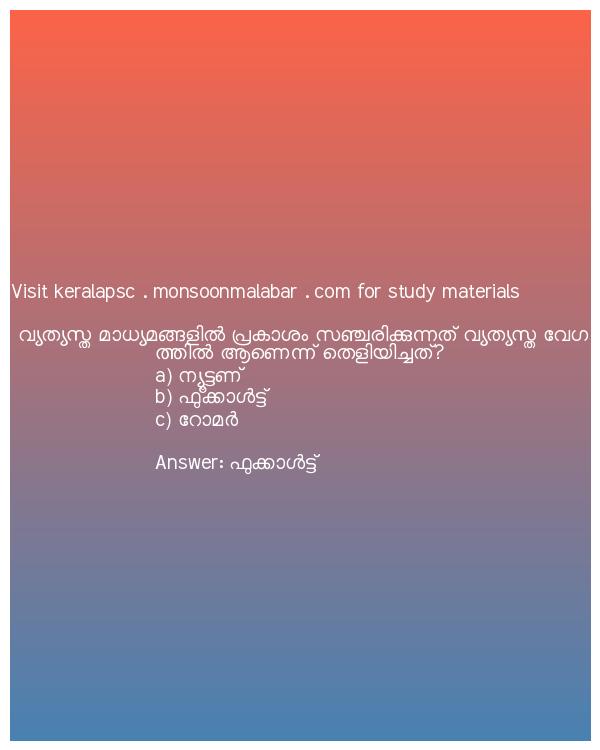 Visit keralapsc . monsoonmalabar . com for study materials
വ്യത്യസ്ത മാധ്യമങ്ങളിൽ പ്രകാശം സഞ്ചരിക്കുന്നത് വ്യത്യസ്ത വേഗ
ത്തിൽ ആണെന്ന് തെളിയിച്ചത്?
a) ന്യൂട്ടണ്
b) ഫുക്കാൾട്ട്
c) റോമർ
Answer: ഫുക്കാൾട്ട്